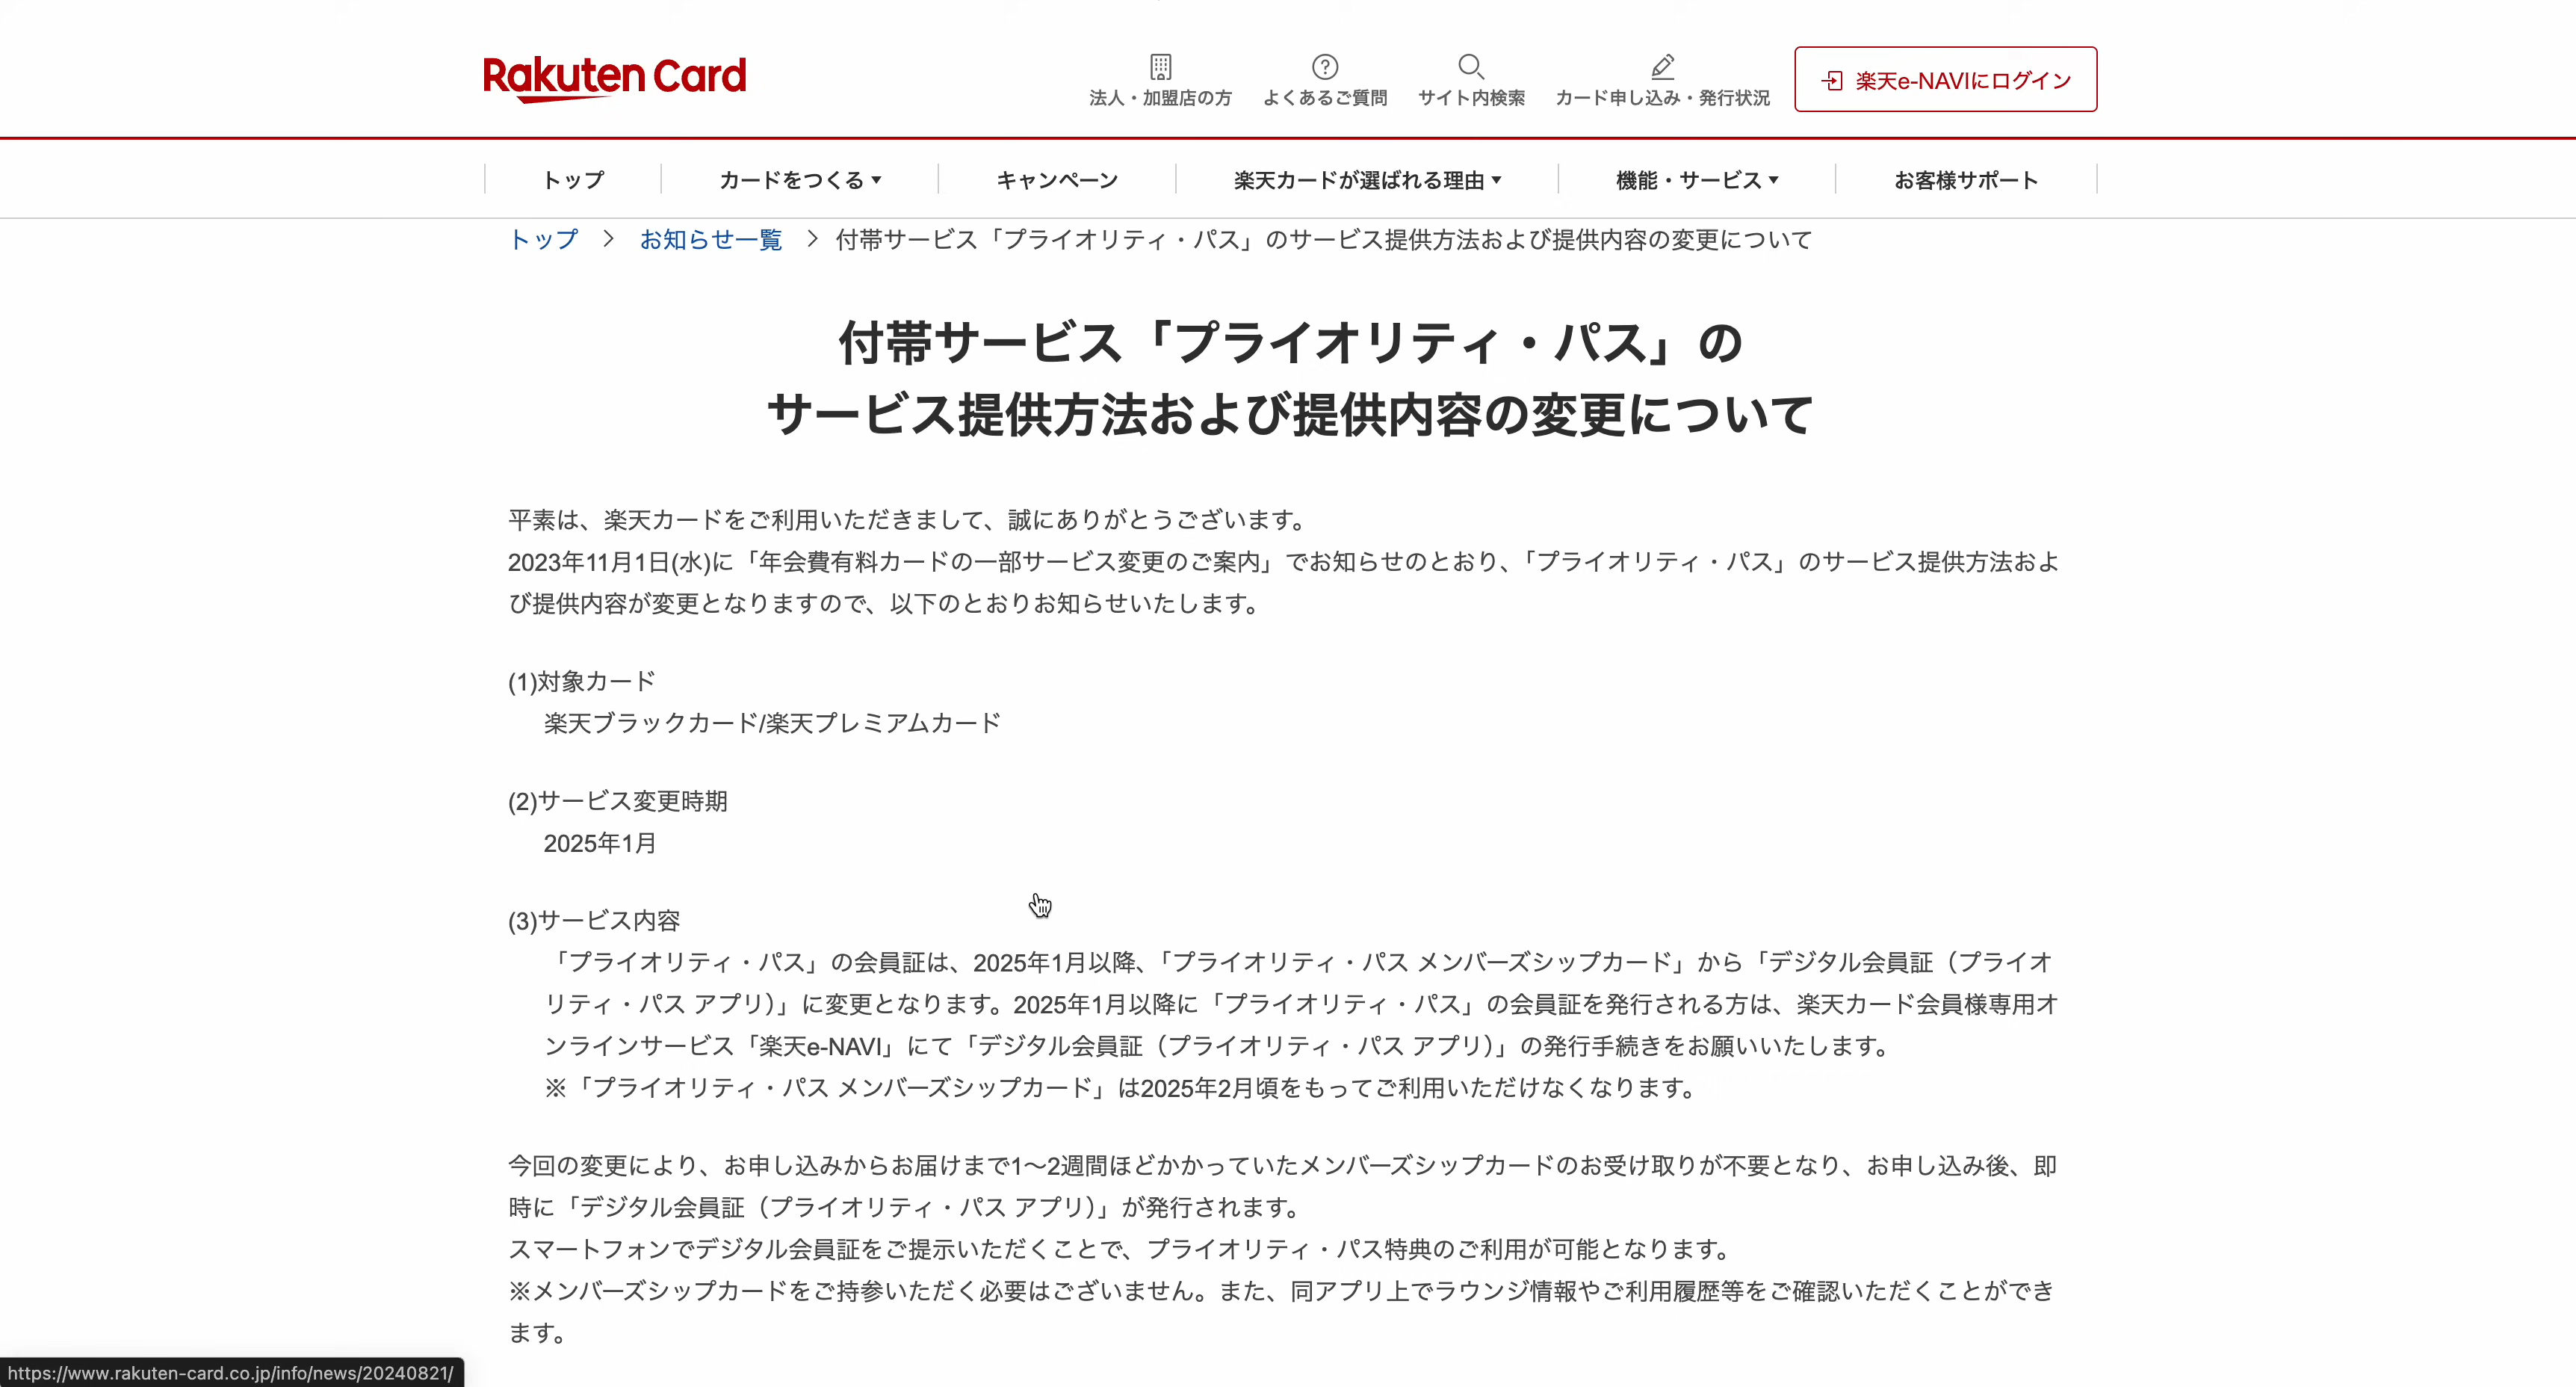 Rakuten Card
法人・加盟店の方
よくあるご質問
サイト内検索
カード申し込み・発行状況
楽天e-NAVIにログイン
トップ
カードをつくる
キャンペーン
楽天カードが選ばれる理由
機能・サービス
お客様サポート
トップ > お知らせ一覧 > 付帯サービス「プライオリティ・パス」のサービス提供方法および提供内容の変更について
付帯サービス「プライオリティ・パス」の
サービス提供方法および提供内容の変更について
平素は、楽天カードをご利用いただきまして、誠にありがとうございます。
2023年11月1日(水)に「年会費有料カードの一部サービス変更のご案内」でお知らせのとおり、「プライオリティ・パス」のサービス提供方法およ
び提供内容が変更となりますので、以下のとおりお知らせいたします。
(1)対象カード
楽天ブラックカード/楽天プレミアムカード
(2)サービス変更時期
2025年1月
(3)サービス内容
「プライオリティ・パス」の会員証は、2025年1月以降、「プライオリティ・パス メンバーズシップカード」から「デジタル会員証（プライオ
リティ・パス アプリ）」に変更となります。2025年1月以降に「プライオリティ・パス」の会員証を発行される方は、楽天カード会員様専用オ
ンラインサービス「楽天e-NAVI」にて「デジタル会員証（プライオリティ・パス アプリ）」の発行手続きをお願いいたします。
※「プライオリティ・パス メンバーズシップカード」は2025年2月頃をもってご利用いただけなくなります。
今回の変更により、お申し込みからお届けまで1〜2週間ほどかかっていたメンバーズシップカードのお受け取りが不要となり、お申し込み後、即
時に「デジタル会員証（プライオリティ・パス アプリ）」が発行されます。
スマートフォンでデジタル会員証をご提示いただくことで、プライオリティ・パス特典のご利用が可能となります。
※メンバーズシップカードをご持参いただく必要はございません。また、同アプリ上でラウンジ情報やご利用履歴等をご確認いただくことができ
ます。
https://www.rakuten-card.co.jp/info/news/20240821/